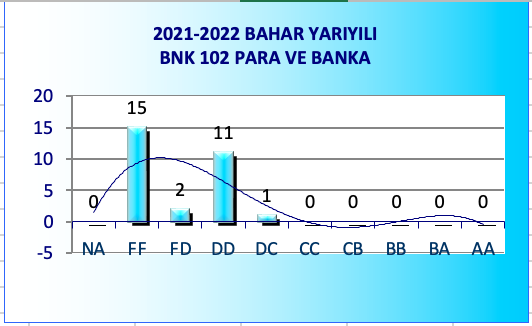 2021-2022 BAHAR YARIYILI
BNK 102 PARA VE BANKA
20
15
10
5
0
-5
0 15 2 11 1 0 0 0 0 0
NA FF FD DD DC CC CB BB BA AA